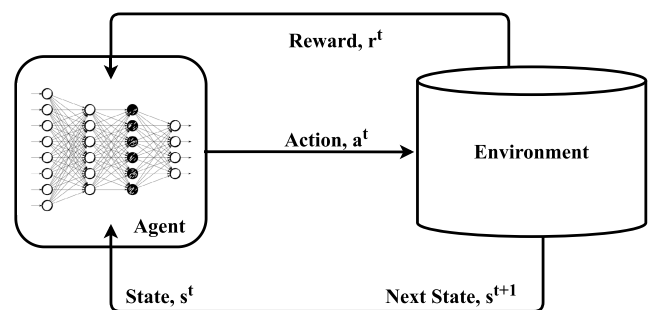 Reward, r^t
Action, a^t
Environment
Agent
State, s^t
Next State, s^t+1